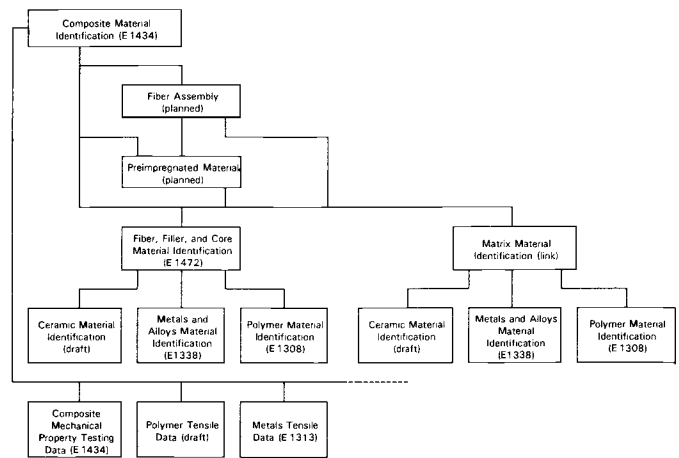 Composite Material
Identification (E 1434)
Fiber Assembly
(planned)
Preimpregnated Material
(planned)
Fiber, Filler, and Core
Material Identification
(E 1472)
Matrix Material
Identification (link)
Ceramic Material
Identification
(draft)
Metals and
Alloys Material
Identification
(E1338)
Polymer Material
Identification
(E 1308)
Ceramic Material
Identification
(draft)
Metals and Alloys
Material
Identification
(E1338)
Polymer Material
Identification
(E 1308)
Composite
Mechanical
Property Testing
Data (E 1434)
Polymer Tensile
Data (draft)
Metals Tensile
Data (E 1313)